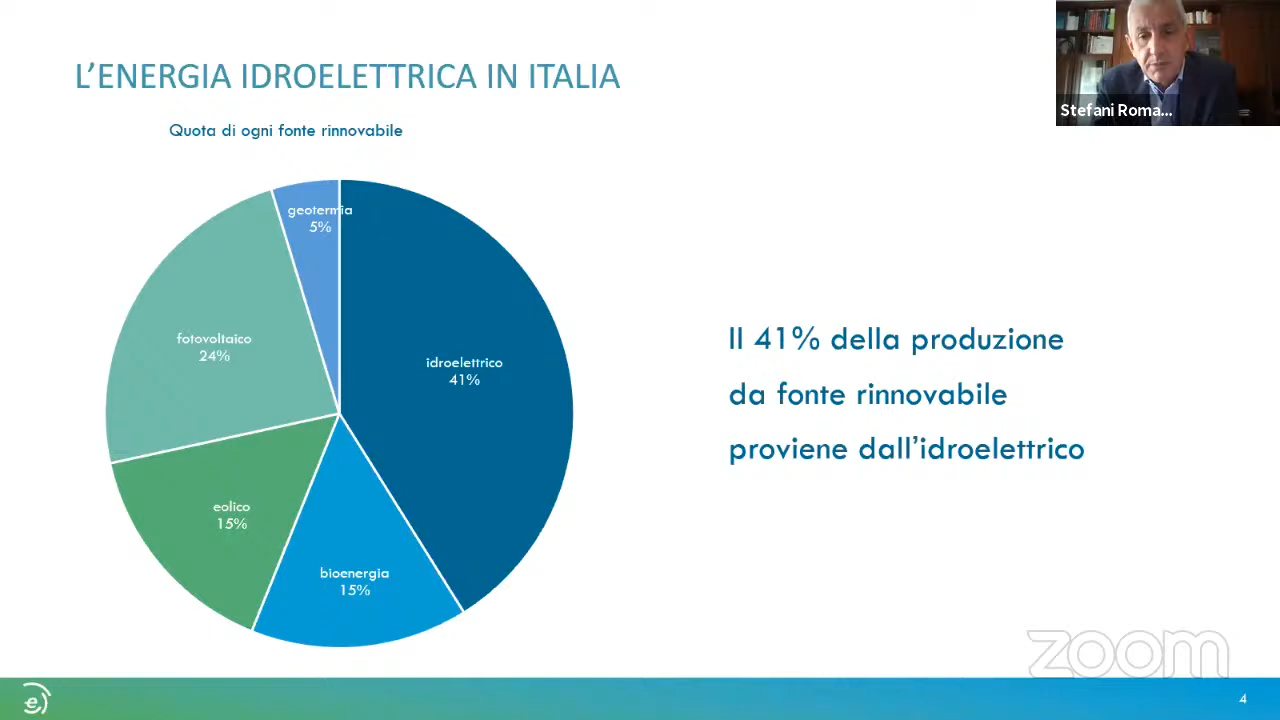 L'ENERGIA IDROELETTRICA IN ITALIA
Stefani Roma...
Quota di ogni fonte rinnovabile
geotermia
5%
fotovoltaico
24%
idroelettrico
41%
eolico
15%
bioenergia
15%
Il 41% della produzione
da fonte rinnovabile
proviene dall'idroelettrico
zoom
e
4